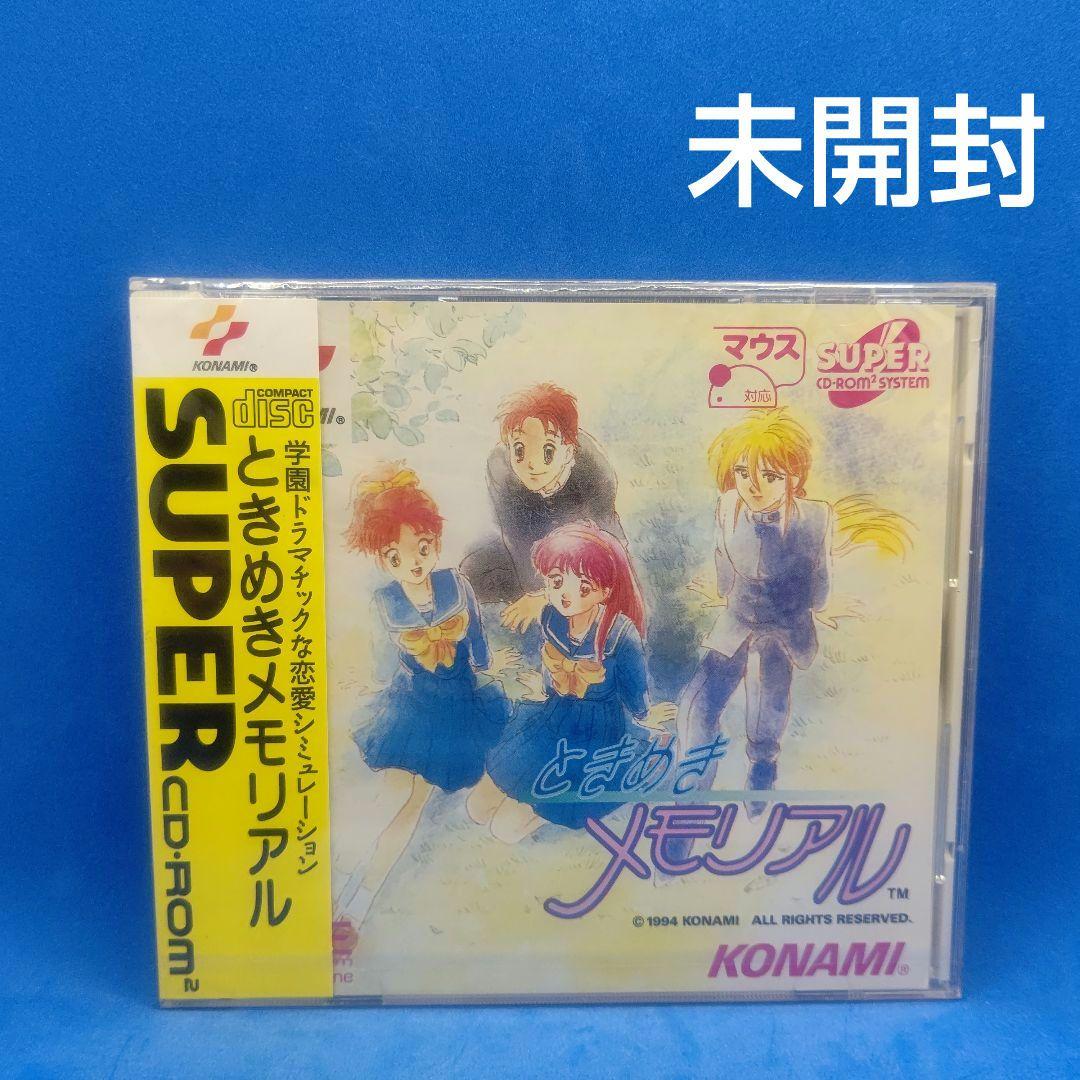 未開封
KONAMI®
COMPACT
disc
学園ドラマチックな恋愛シミュレーション
ときめきメモリアル
SUPER CD-ROM²
マウス
対応
SUPER
CD-ROM² SYSTEM
ときめき
メモリアル
TM
© 1994 KONAMI ALL RIGHTS RESERVED.
KONAMI®